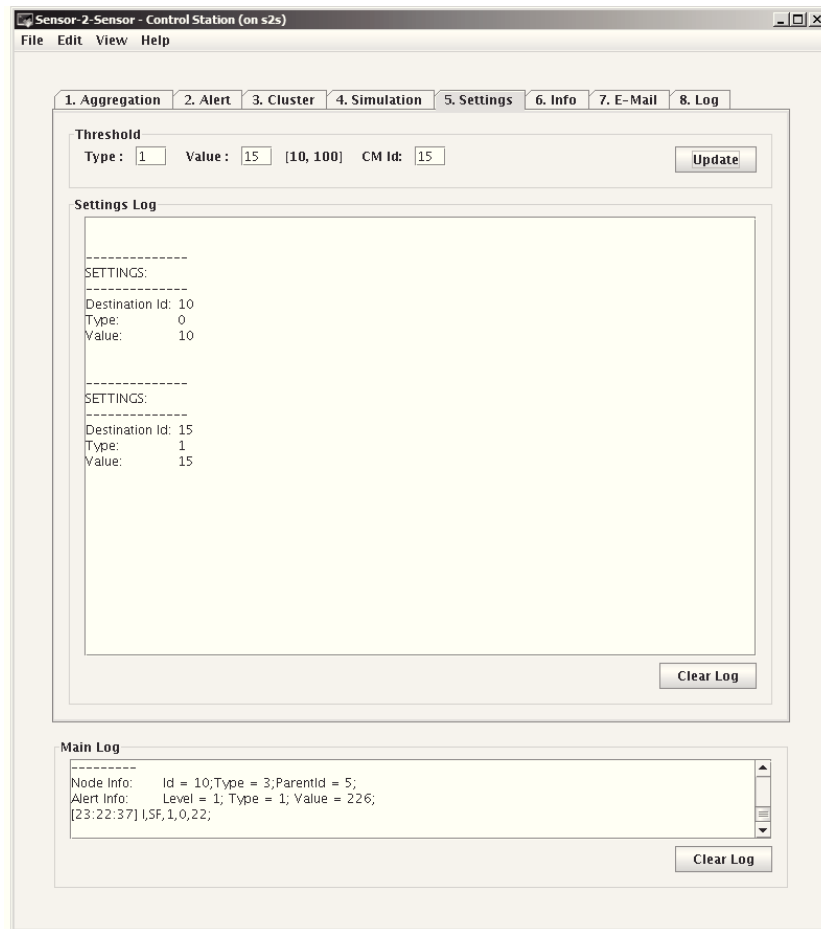 Sensor-2-Sensor - Control Station (on s2s)
File Edit View Help
1. Aggregation 2. Alert 3. Cluster 4. Simulation 5. Settings 6. Info 7. E-Mail 8. Log
Threshold
Type : 1 Value : 15 [10, 100] CM Id: 15 Update
Settings Log
--------------
SETTINGS:
--------------
Destination Id: 10
Type: 0
Value: 10
--------------
SETTINGS:
--------------
Destination Id: 15
Type: 1
Value: 15
Clear Log
Main Log
---------
Node Info: Id = 10;Type = 3;ParentId = 5;
Alert Info: Level = 1; Type = 1; Value = 226;
[23:22:37] I,SF,1,0,22;
Clear Log